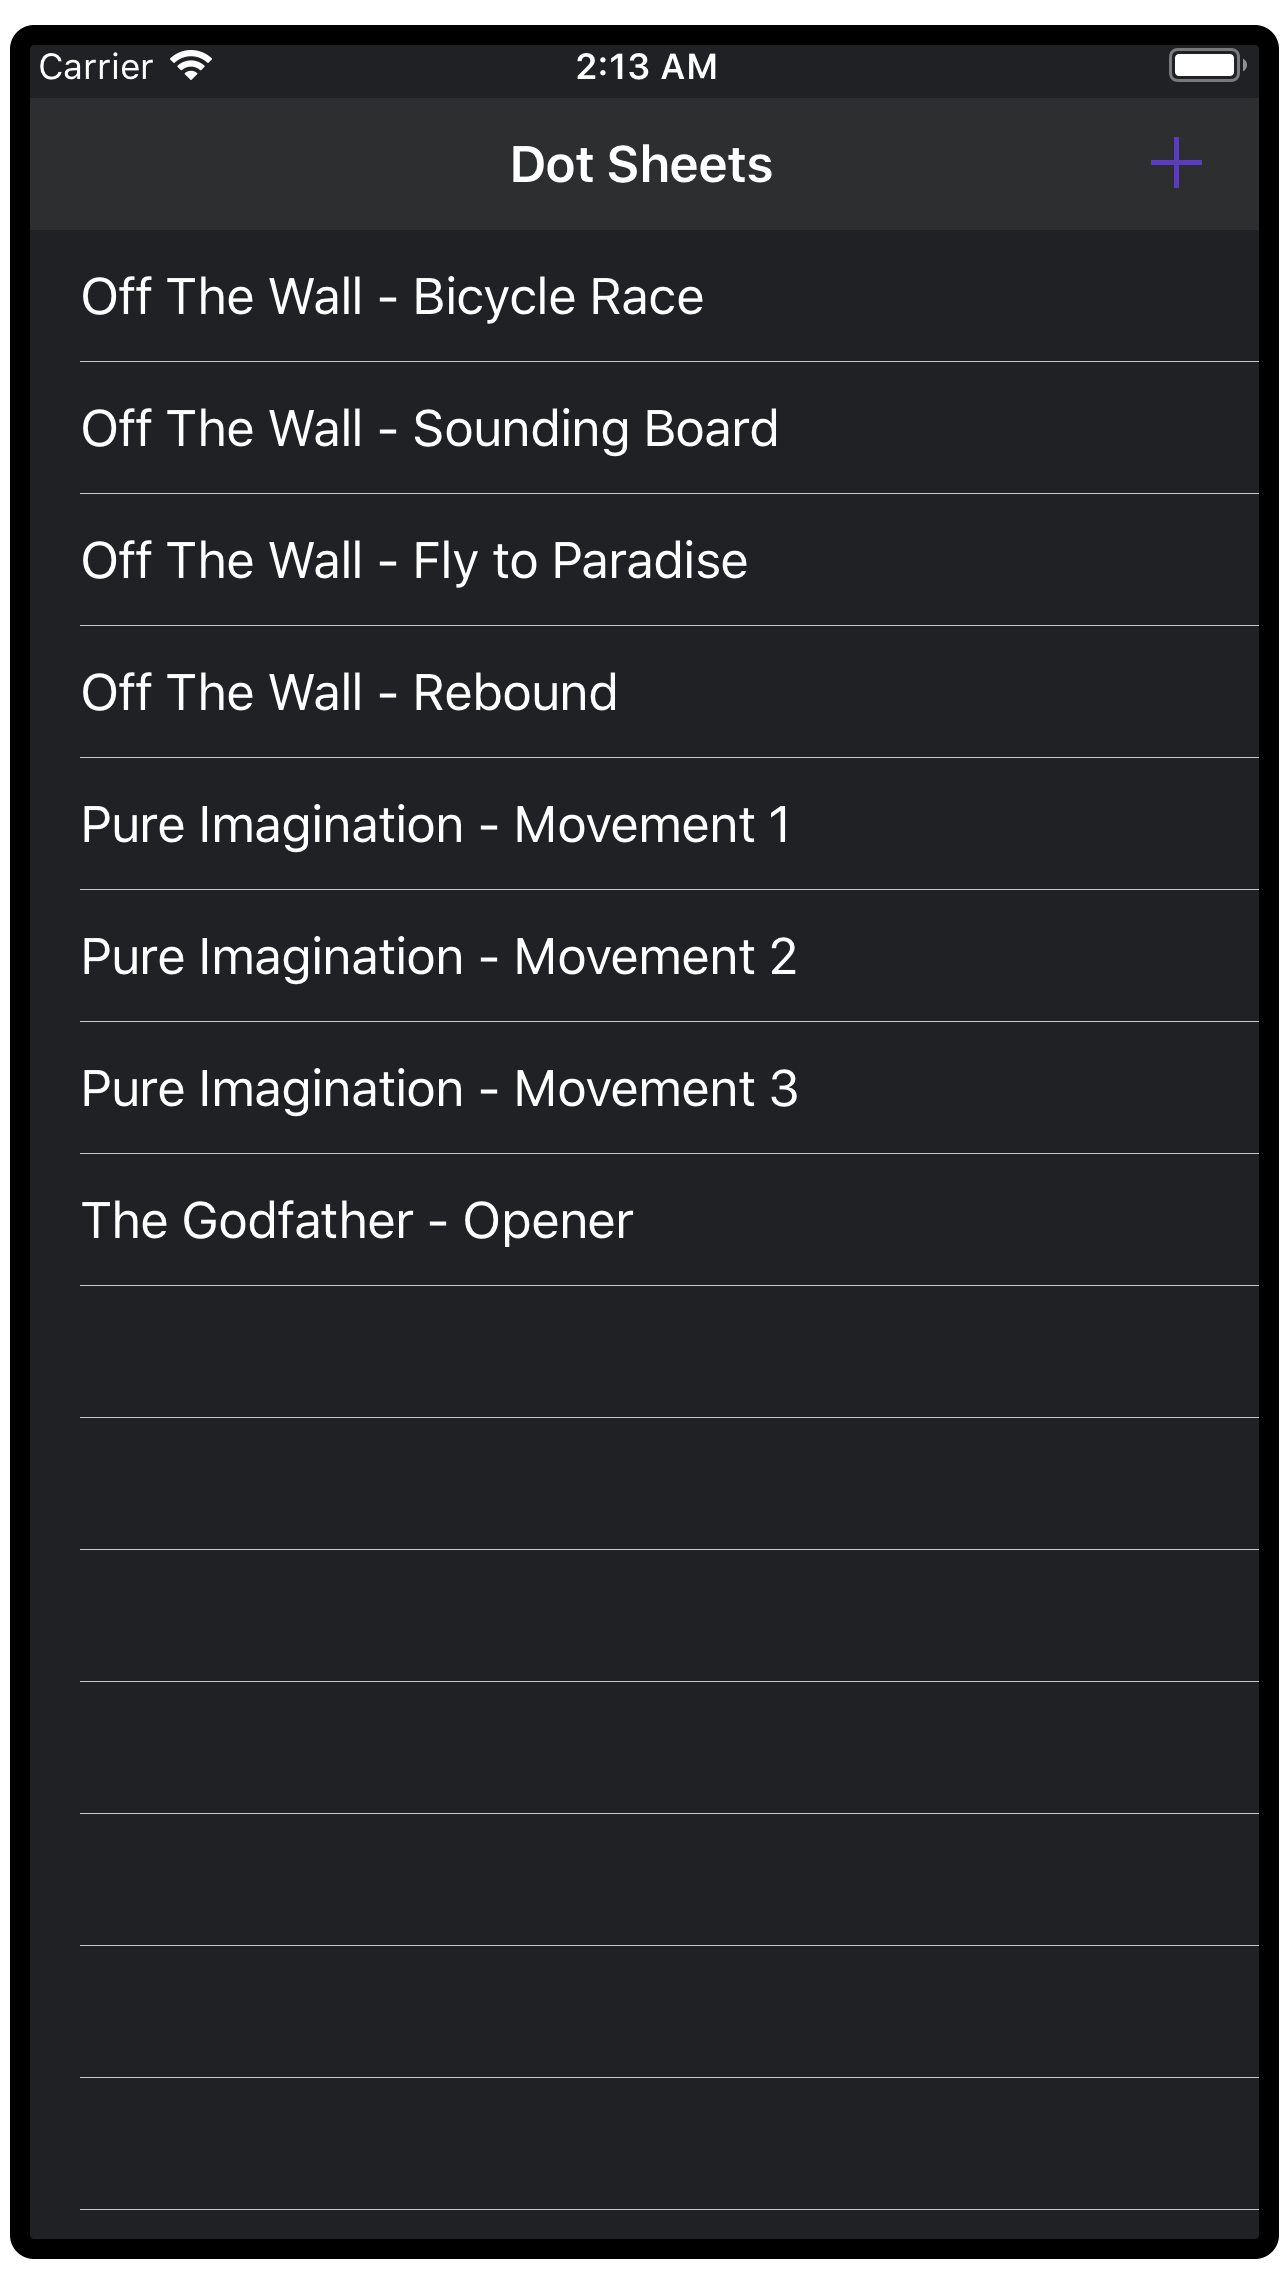 Carrier
2:13 AM
Dot Sheets
Off The Wall - Bicycle Race
Off The Wall - Sounding Board
Off The Wall - Fly to Paradise
Off The Wall - Rebound
Pure Imagination - Movement 1
Pure Imagination - Movement 2
Pure Imagination - Movement 3
The Godfather - Opener